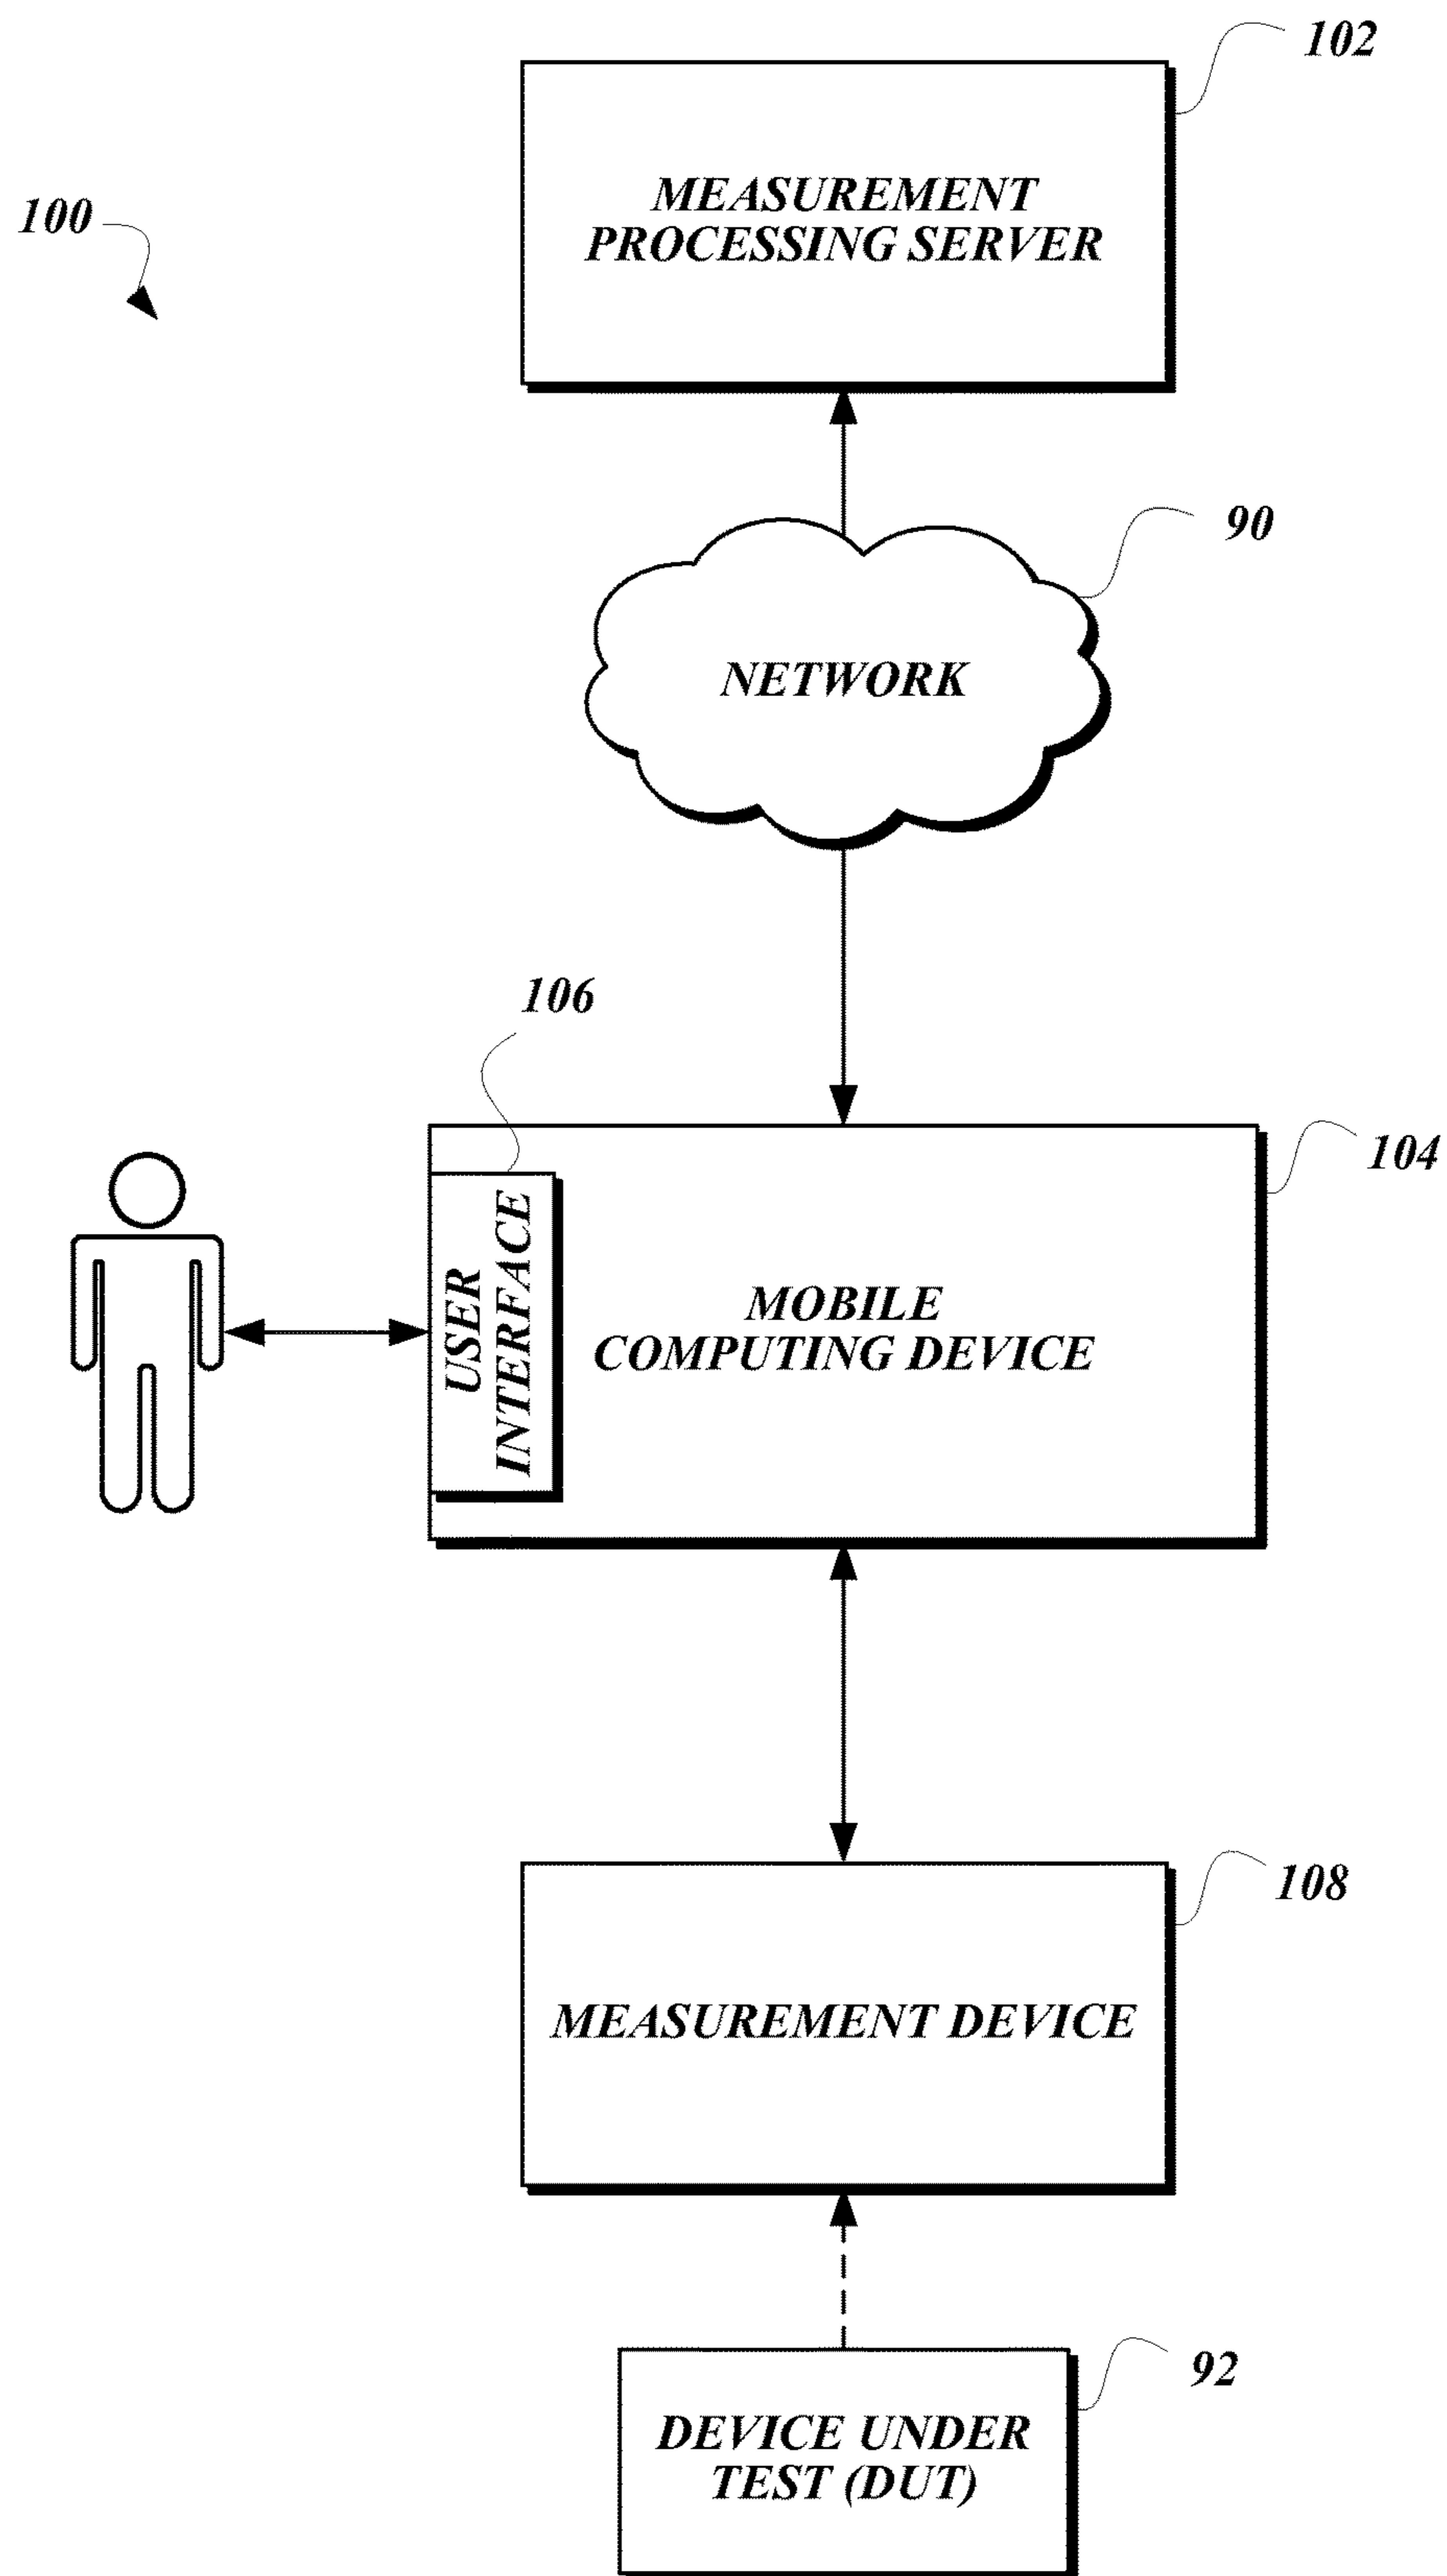 102
MEASUREMENT
PROCESSING SERVER
100
90
NETWORK
106
104
USER
INTERFACE
MOBILE
COMPUTING DEVICE
108
MEASUREMENT DEVICE
92
DEVICE UNDER
TEST (DUT)